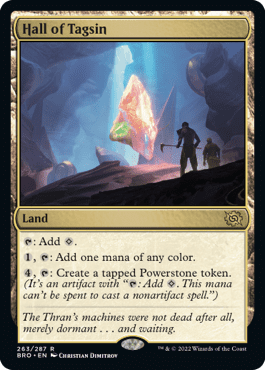 Hall of Tagsin
Land
: Add .
1, : Add one mana of any color.
4, : Create a tapped Powerstone token.
(It's an artifact with ": Add . This mana
can't be spent to cast a nonartifact spell.")
The Thran's machines were not dead after all,
merely dormant . . . and waiting.
263/287 R
BRO • EN Christian Dimitrov
™ & © 2022 Wizards of the Coast